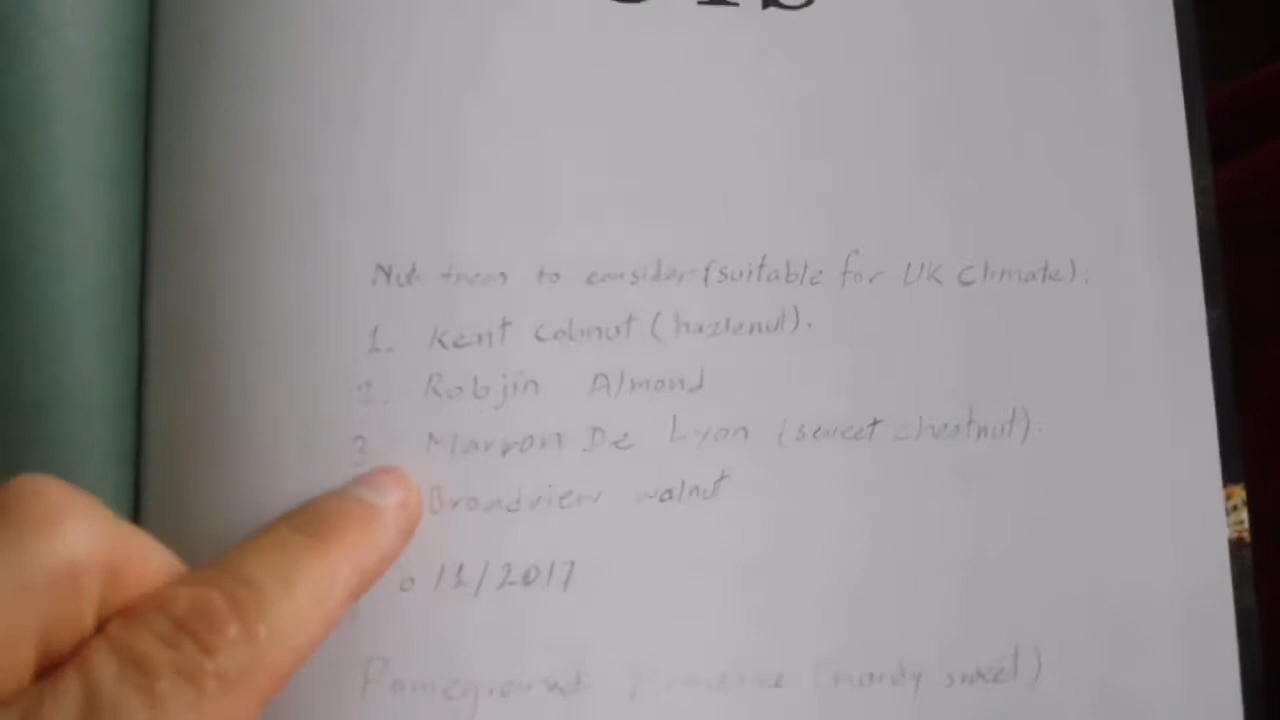 Nut trees to consider (suitable for UK Climate).
1. Kent Cobnut (hazlenut).
2. Robjin Almond
3 Marron De Lyon (sweet chestnut).
Broadview walnut
0 11/2017
(hardy sweet)